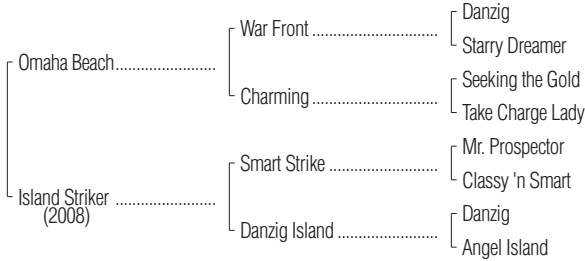 Danzig
War Front ........................
Starry Dreamer
Omaha Beach.......................
Seeking the Gold
Charming.............................
Take Charge Lady
Mr. Prospector
Smart Strike ........................
Classy 'n Smart
Island Striker .......................
(2008)
Danzig
Danzig Island .......................
Angel Island